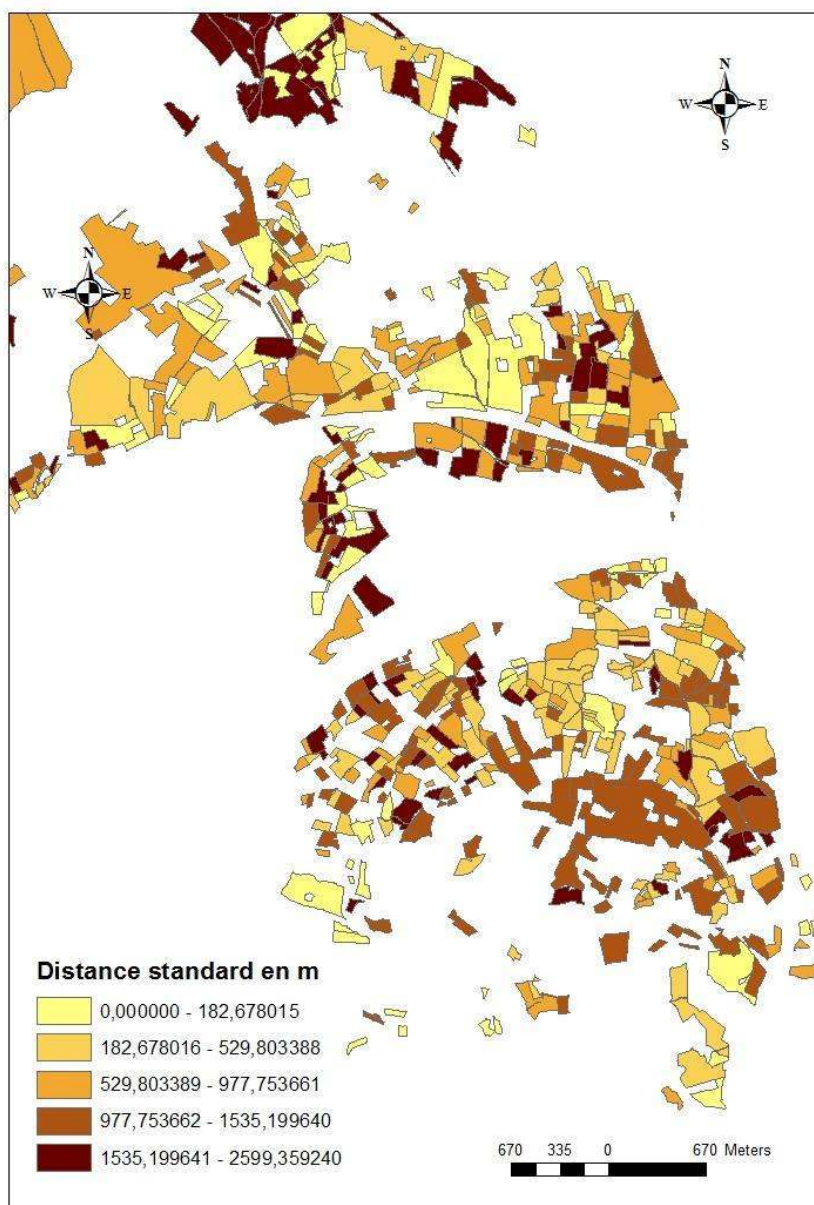 N
W E
S
N
W E
S
Distance standard en m
0,000000 - 182,678015
182,678016 - 529,803388
529,803389 - 977,753661
977,753662 - 1535,199640
1535,199641 - 2599,359240
670 335 0 670 Meters